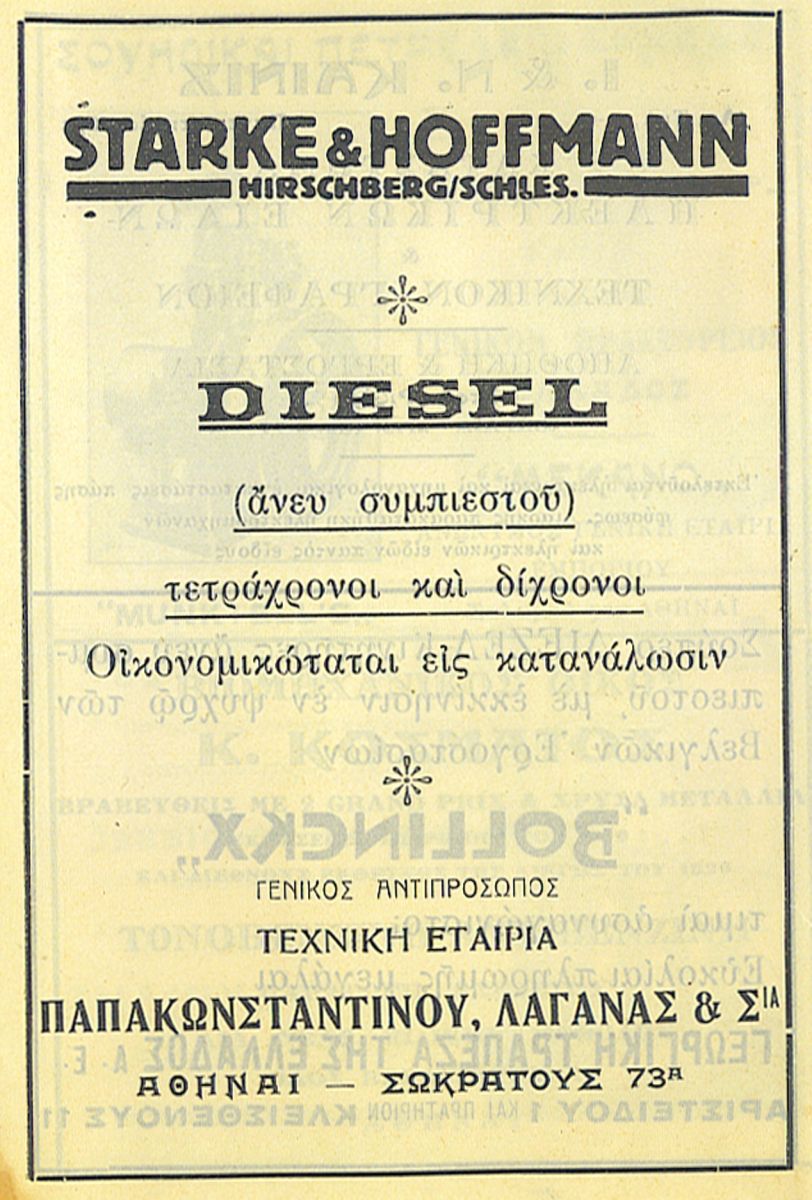 STARKE & HOFFMANN
HIRSCHBERG/SCHLES.
DIESEL
(ἄνευ συμπιεστοῦ)
τετράχρονοι καὶ δίχρονοι
Οἰκονομικώταται εἰς κατανάλωσιν
ΓΕΝΙΚΟΣ ΑΝΤΙΠΡΟΣΩΠΟΣ
ΤΕΧΝΙΚΗ ΕΤΑΙΡΙΑ
ΠΑΠΑΚΩΝΣΤΑΝΤΙΝΟΥ, ΛΑΓΑΝΑΣ & ΣΙΑ
ΑΘΗΝΑΙ — ΣΩΚΡΑΤΟΥΣ 73Α